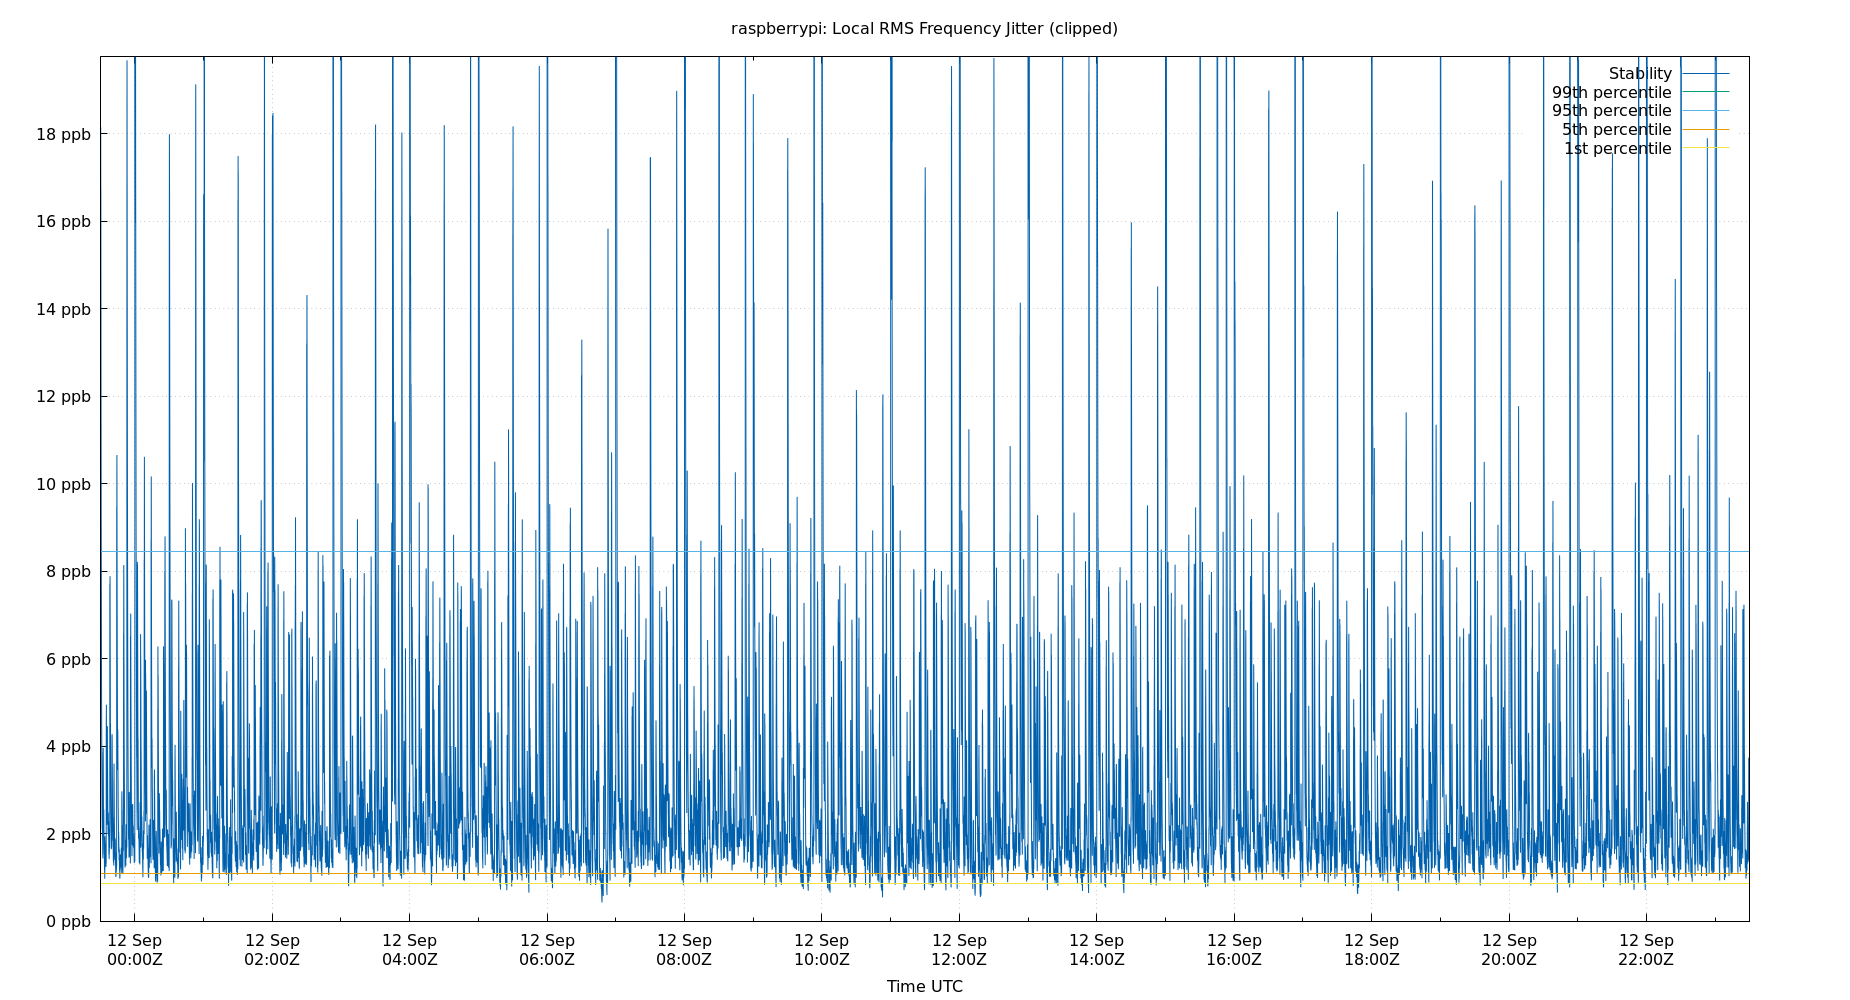 raspberrypi: Local RMS Frequency Jitter (clipped)
Stability
99th percentile
95th percentile
5th percentile
1st percentile
18 ppb
16 ppb
14 ppb
12 ppb
10 ppb
8 ppb
6 ppb
4 ppb
2 ppb
0 ppb
12 Sep 12 Sep 12 Sep 12 Sep 12 Sep 12 Sep 12 Sep 12 Sep 12 Sep 12 Sep 12 Sep 12 Sep
00:00Z 02:00Z 04:00Z 06:00Z 08:00Z 10:00Z 12:00Z 14:00Z 16:00Z 18:00Z 20:00Z 22:00Z
Time UTC